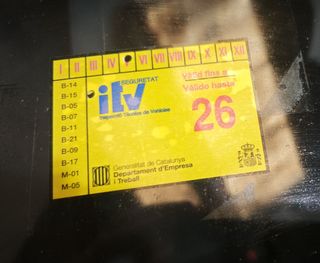 I II III IV VI VII VIII IX X XI XII
B-14
B-15
B-05
B-07
B-11
B-21
B-09
B-17
M-01
M-05
SEGURETAT
itv
Inspecció Tècnica de Vehicles
Vàlid fins a
Válido hasta
26
Generalitat de Catalunya
Departament d'Empresa
i Treball